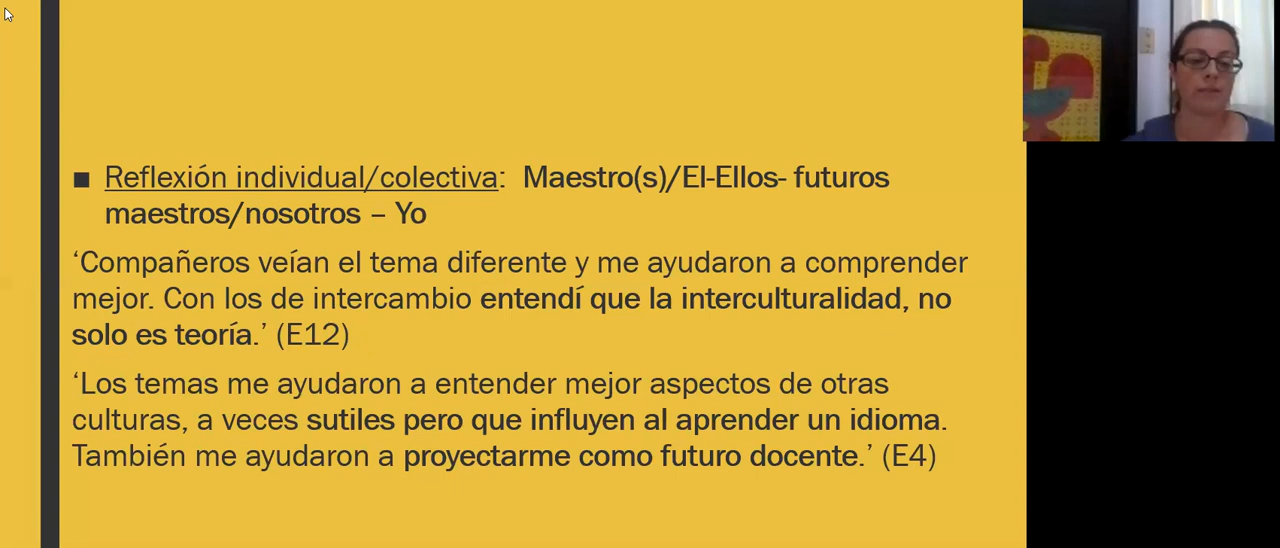 ▪ Reflexión individual/colectiva: Maestro(s)/El-Ellos- futuros
maestros/nosotros – Yo
‘Compañeros veían el tema diferente y me ayudaron a comprender
mejor. Con los de intercambio entendí que la interculturalidad, no
solo es teoría.’ (E12)
‘Los temas me ayudaron a entender mejor aspectos de otras
culturas, a veces sutiles pero que influyen al aprender un idioma.
También me ayudaron a proyectarme como futuro docente.’ (E4)